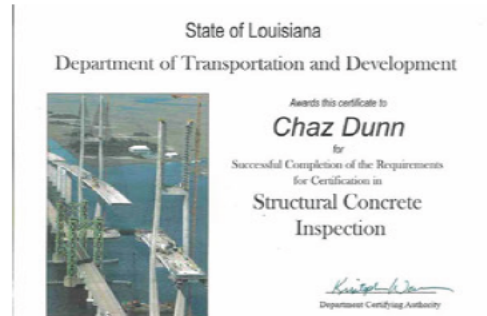 State of Louisiana
Department of Transportation and Development
Awards this certificate to
Chaz Dunn
for
Successful Completion of the Requirements
for Certification in
Structural Concrete
Inspection
Department Certifying Authority